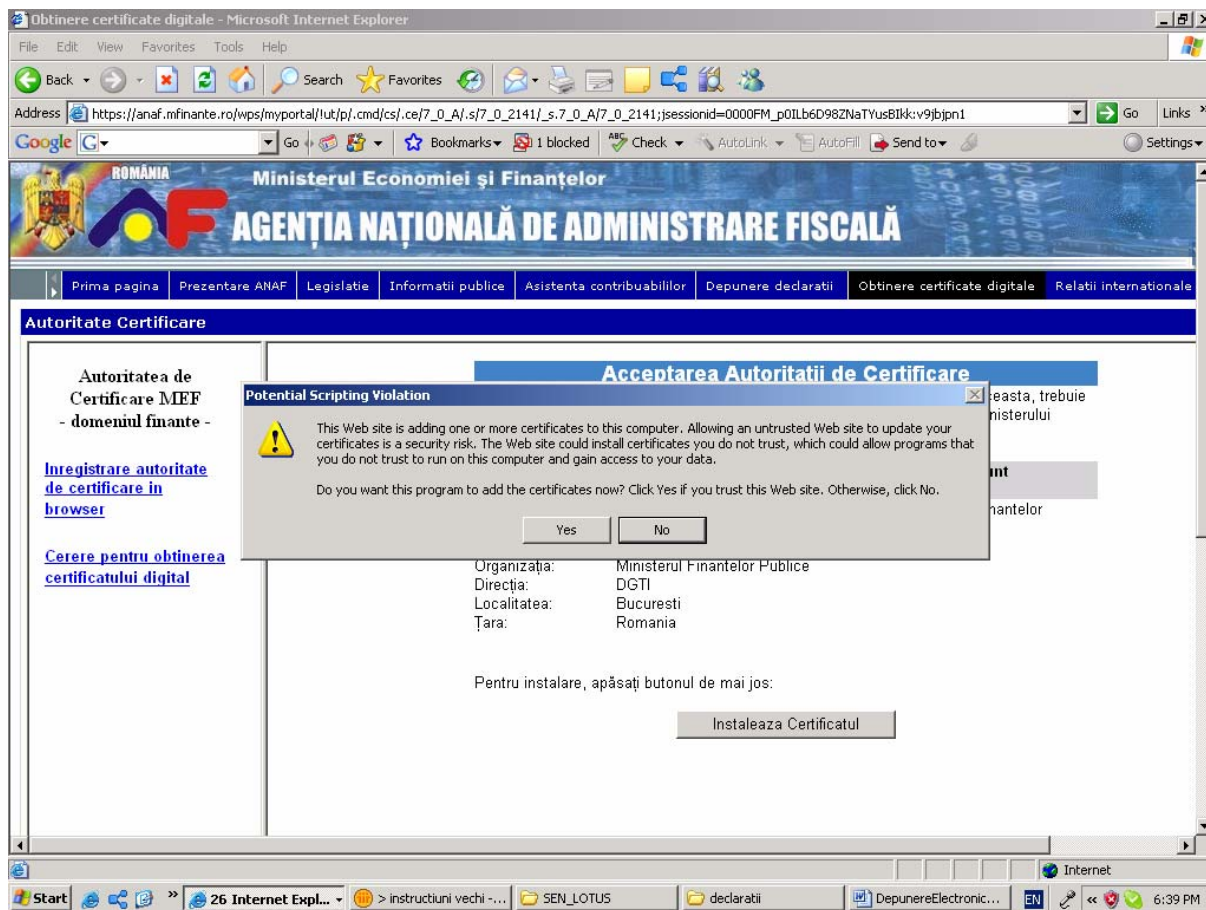 Obtinere certificate digitale - Microsoft Internet Explorer
File Edit View Favorites Tools Help
Back Search Favorites
Address https://anaf.mfinante.ro/wps/myportal/!ut/p/.cmd/cs/.ce/7_0_A/.s/7_0_2141/_s.7_0_A/7_0_2141;jsessionid=0000FM_p0ILb6D98ZNaTYusBIkk:v9jbjpn1 Go Links »
Google G Go Bookmarks 1 blocked ABC Check AutoLink AutoFill Send to Settings
ROMÂNIA
Ministerul Economiei şi Finanţelor
AGENŢIA NAŢIONALĂ DE ADMINISTRARE FISCALĂ
Prima pagina Prezentare ANAF Legislatie Informatii publice Asistenta contribuabililor Depunere declaratii Obtinere certificate digitale Relatii internationale
Autoritate Certificare
Autoritatea de
Certificare MEF
- domeniul finante -
Inregistrare autoritate
de certificare in
browser
Cerere pentru obtinerea
certificatului digital
Acceptarea Autoritatii de Certificare
ceasta, trebuie
nisterului
unt
nantelor
Potential Scripting Violation
This Web site is adding one or more certificates to this computer. Allowing an untrusted Web site to update your
certificates is a security risk. The Web site could install certificates you do not trust, which could allow programs that
you do not trust to run on this computer and gain access to your data.
Do you want this program to add the certificates now? Click Yes if you trust this Web site. Otherwise, click No.
Yes No
Organizaţia: Ministerul Finantelor Publice
Direcţia: DGTI
Localitatea: Bucuresti
Ţara: Romania
Pentru instalare, apăsaţi butonul de mai jos:
Instaleaza Certificatul
Internet
Start » 26 Internet Expl... > instructiuni vechi -... SEN_LOTUS declaratii DepunereElectronic... EN « 6:39 PM